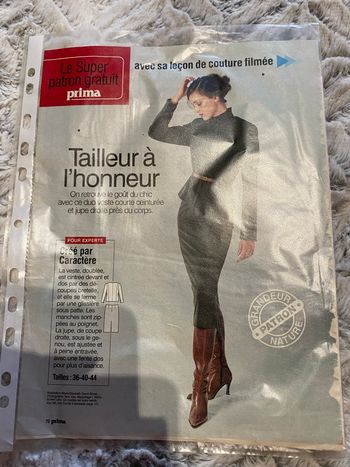 Le Super
patron gratuit
prima
avec sa leçon de couture filmée
Tailleur à
l'honneur
On retrouve le goût du chic
avec ce duo veste courte ceinturée
et jupe droite près du corps.
POUR EXPERTE
Créé par
Caractère
La veste, doublée,
est cintrée devant et
dos par des dé-
coupes bretelle,
et elle se ferme
par une glissière
sous patte. Les
manches sont zip-
pées au poignet.
La jupe, de coupe
droite, sous le ge-
nou, est ajustée et
à peine entravée,
avec une fente dos
pour plus d'aisance.
Tailles : 36-40-44
GRANDEUR
PATRON
NATURE
prima